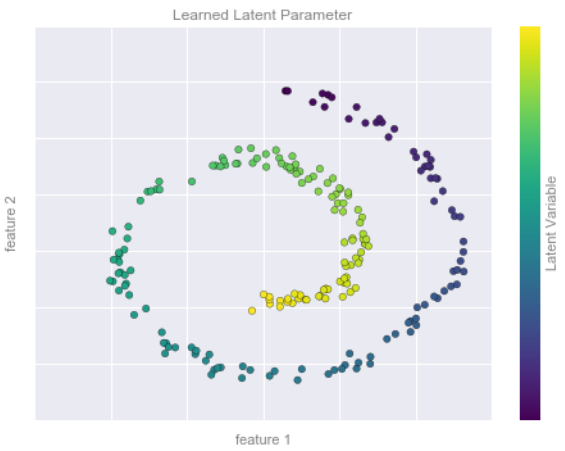 Learned Latent Parameter
feature 2
feature 1
Latent Variable